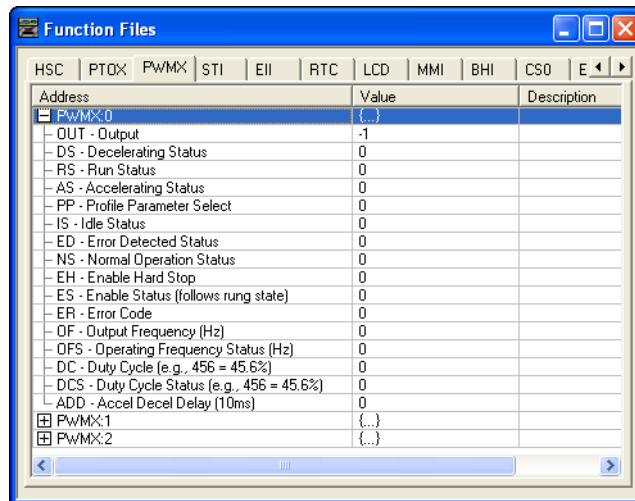 Function Files
HSC PTOX PWMX STI EII RTC LCD MMI BHI CS0 E
Address Value Description
PWMX:0 {...}
OUT - Output -1
DS - Decelerating Status 0
RS - Run Status 0
AS - Accelerating Status 0
PP - Profile Parameter Select 0
IS - Idle Status 0
ED - Error Detected Status 0
NS - Normal Operation Status 0
EH - Enable Hard Stop 0
ES - Enable Status (follows rung state) 0
ER - Error Code 0
OF - Output Frequency (Hz) 0
OFS - Operating Frequency Status (Hz) 0
DC - Duty Cycle (e.g., 456 = 45.6%) 0
DCS - Duty Cycle Status (e.g., 456 = 45.6%) 0
ADD - Accel Decel Delay (10ms) 0
PWMX:1 {...}
PWMX:2 {...}